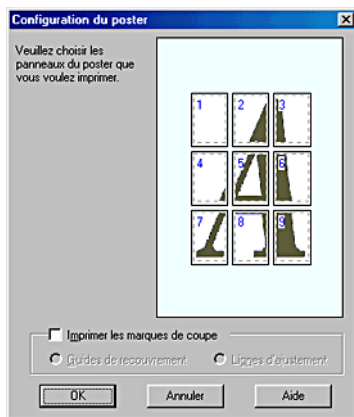 Configuration du poster
Veuillez choisir les
panneaux du poster que
vous voulez imprimer.
1 2 3
4 5 6
7 8 9
Imprimer les marques de coupe
Guides de recouvrement Lignes d'ajustement
OK Annuler Aide